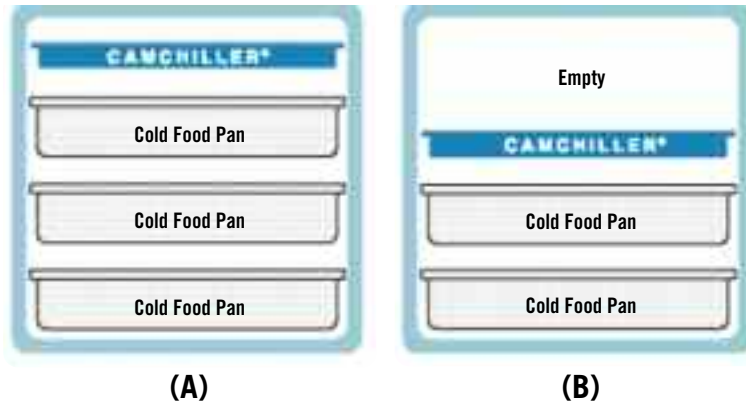 CAMCHILLER®
Cold Food Pan
Cold Food Pan
Cold Food Pan
(A)
Empty
CAMCHILLER®
Cold Food Pan
Cold Food Pan
(B)